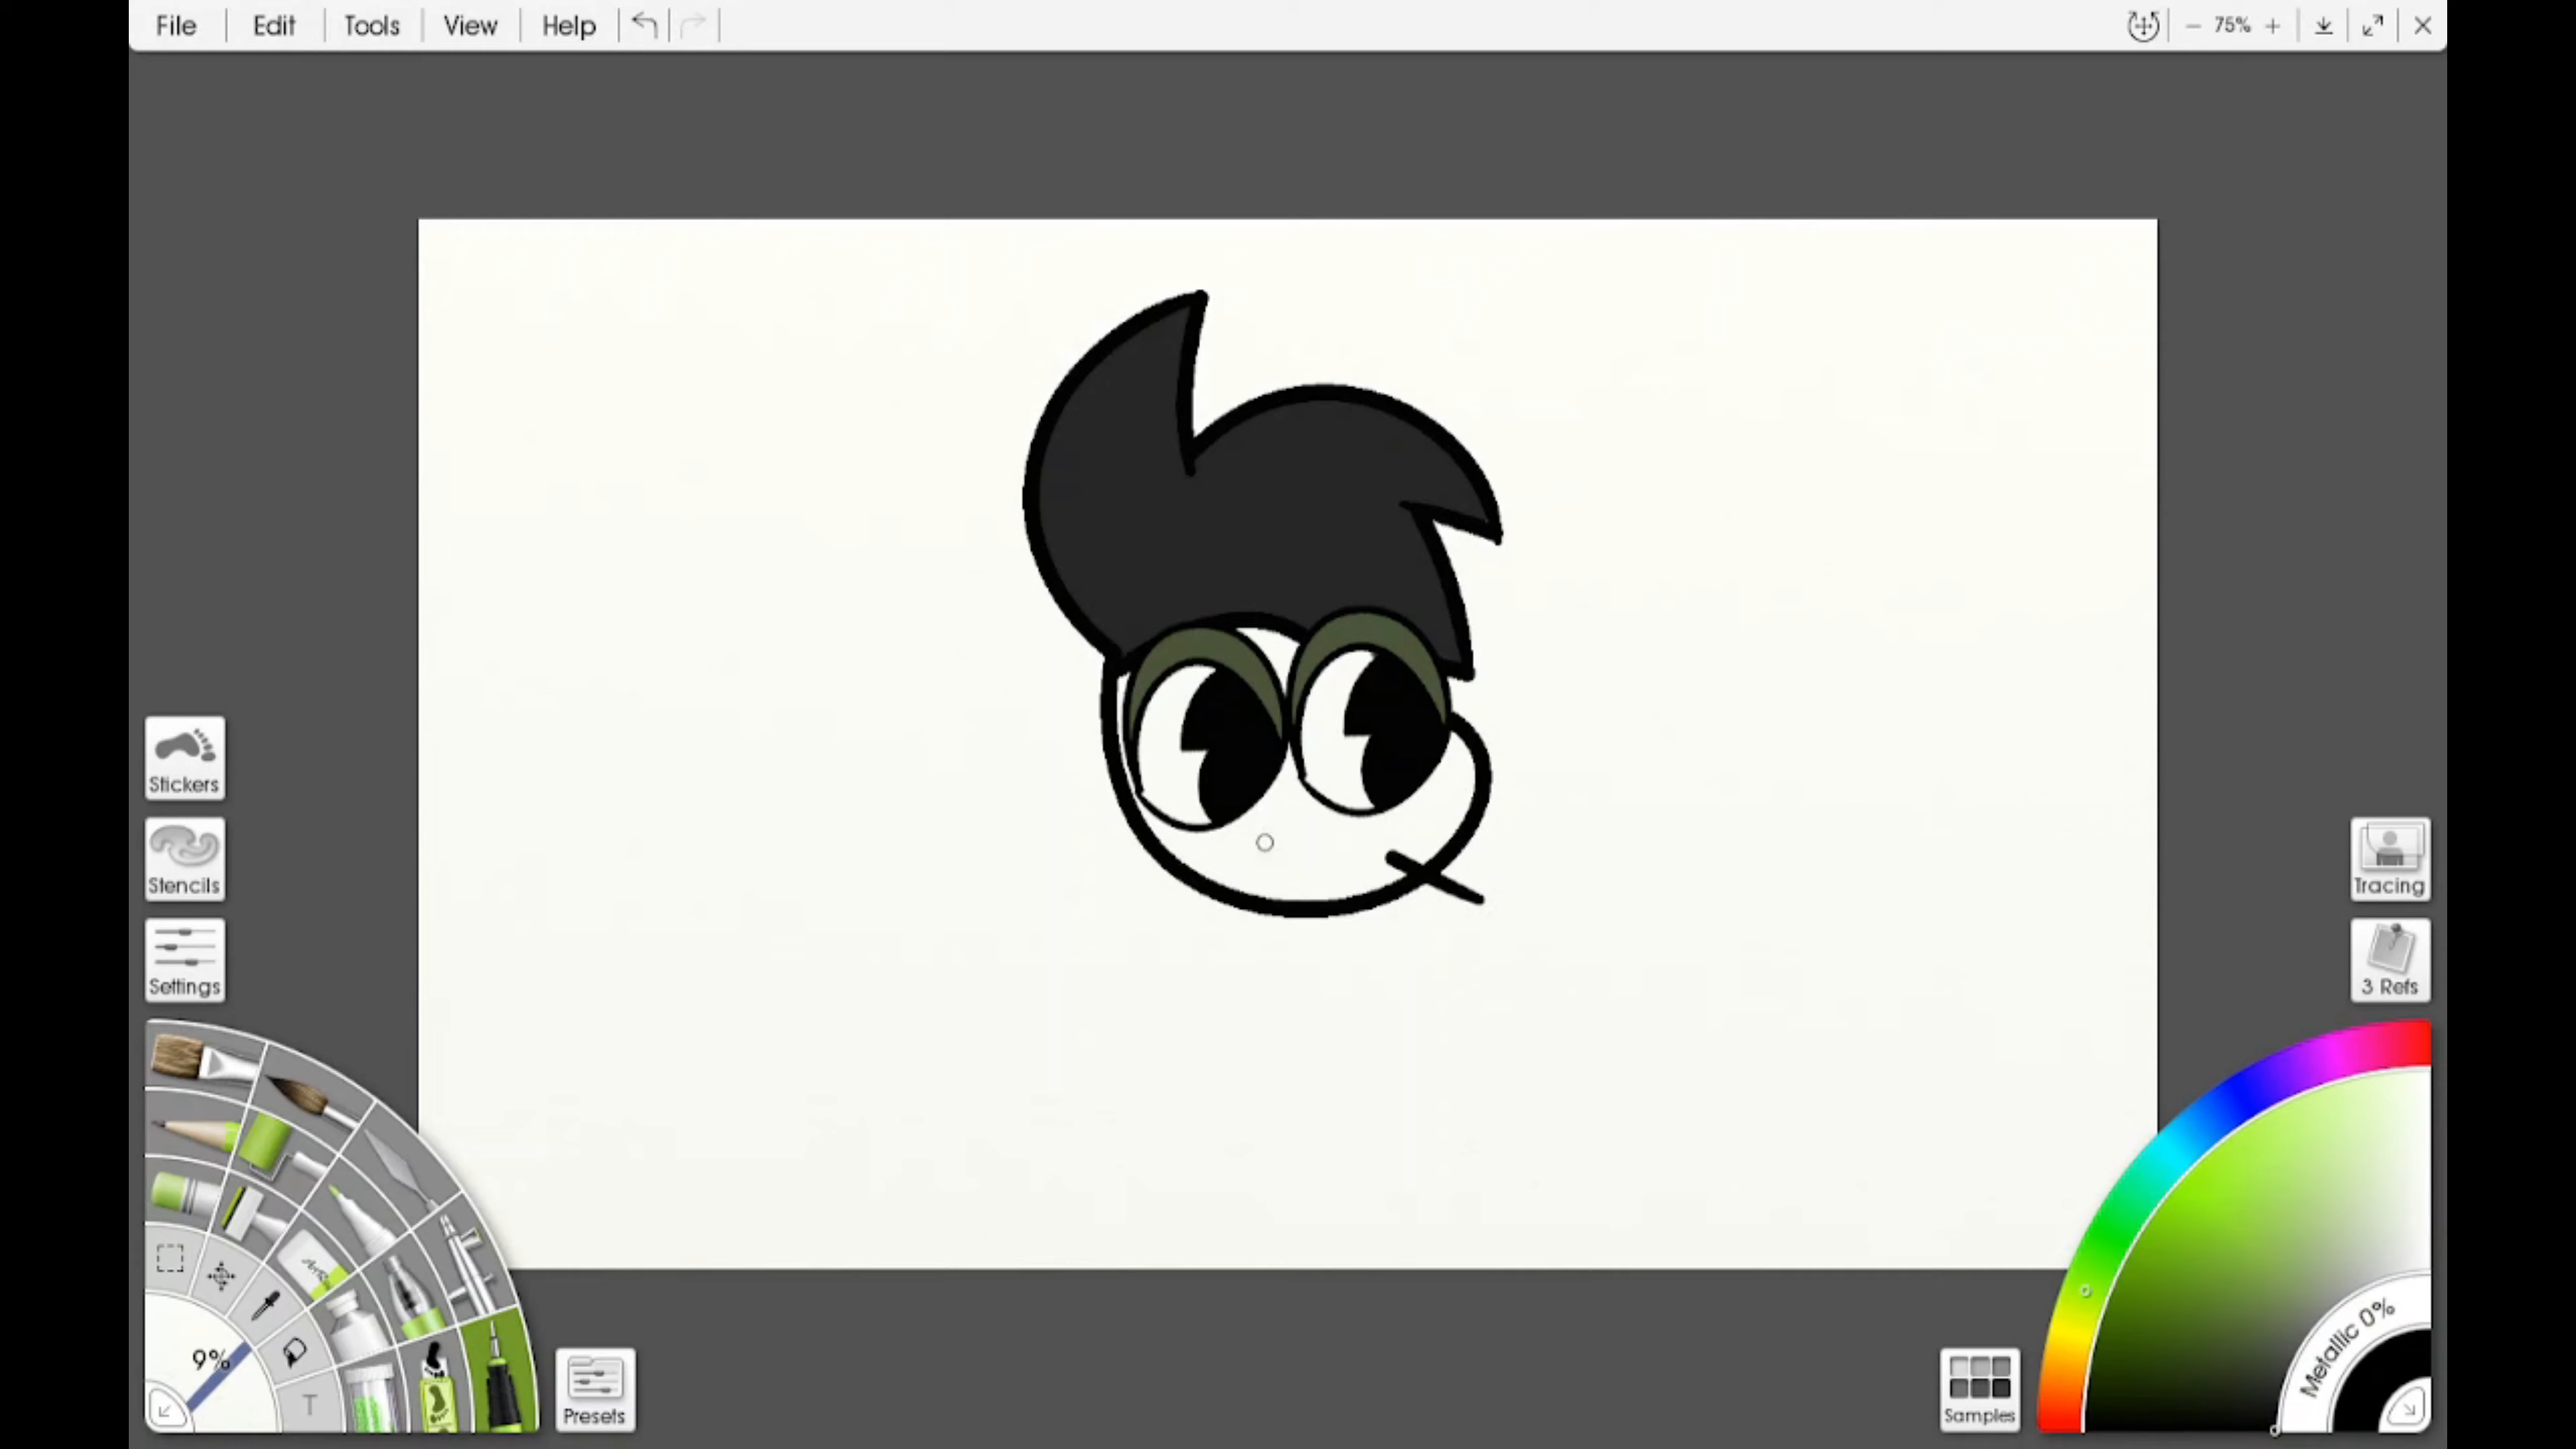 File Edit Tools View Help 75%
Stickers
Stencils
Settings
Tracing
3 Refs
9%
T
Presets
Samples
Metallic 0%